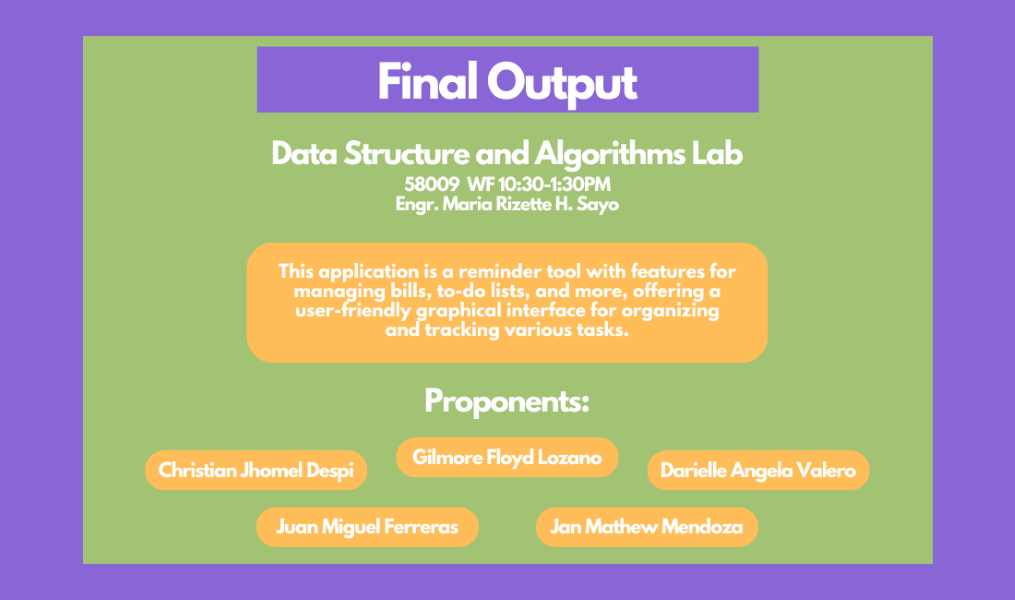 Final Output
Data Structure and Algorithms Lab
58009 WF 10:30-1:30PM
Engr. Maria Rizette H. Sayo
This application is a reminder tool with features for
managing bills, to-do lists, and more, offering a
user-friendly graphical interface for organizing
and tracking various tasks.
Proponents:
Christian Jhomel Despi
Gilmore Floyd Lozano
Darielle Angela Valero
Juan Miguel Ferreras
Jan Mathew Mendoza